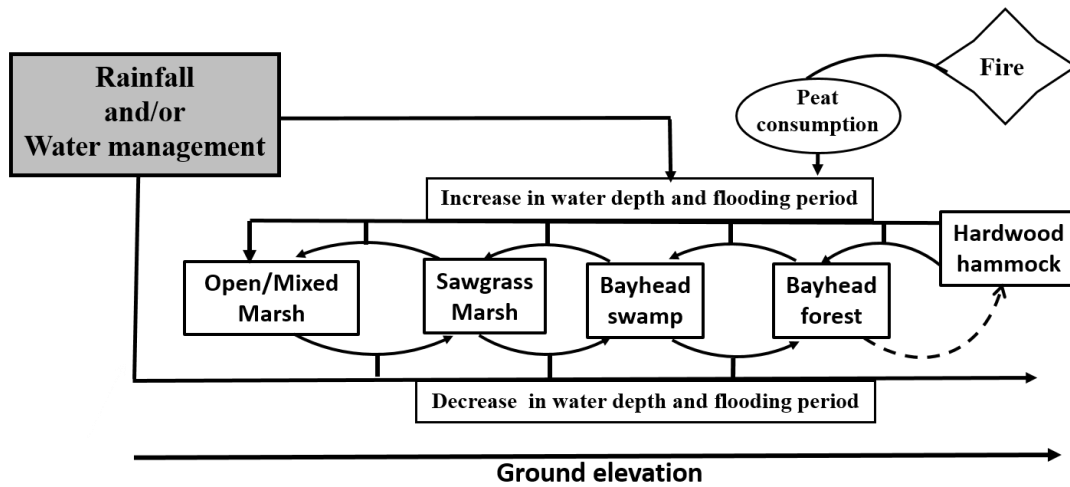 Rainfall
and/or
Water management
Fire
Peat
consumption
Increase in water depth and flooding period
Hardwood
hammock
Open/Mixed
Marsh
Sawgrass
Marsh
Bayhead
swamp
Bayhead
forest
Decrease in water depth and flooding period
Ground elevation